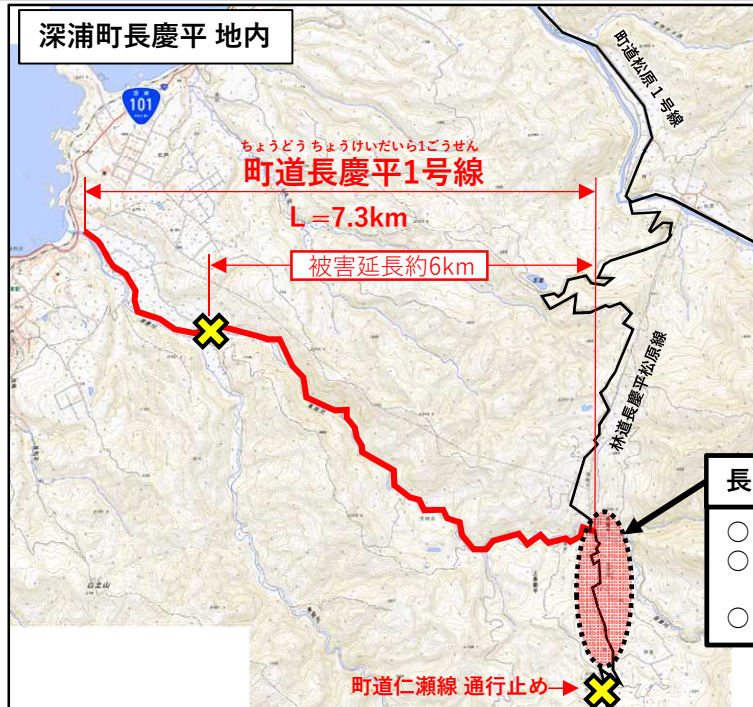 深浦町長慶平 地内
101
町道松原1号線
ちょうどう ちょうけいだいら1ごうせん
町道長慶平1号線
L =7.3km
被害延長約6km
林道長慶平松原線
長
○
○
○
白土山
町道仁瀬線 通行止め